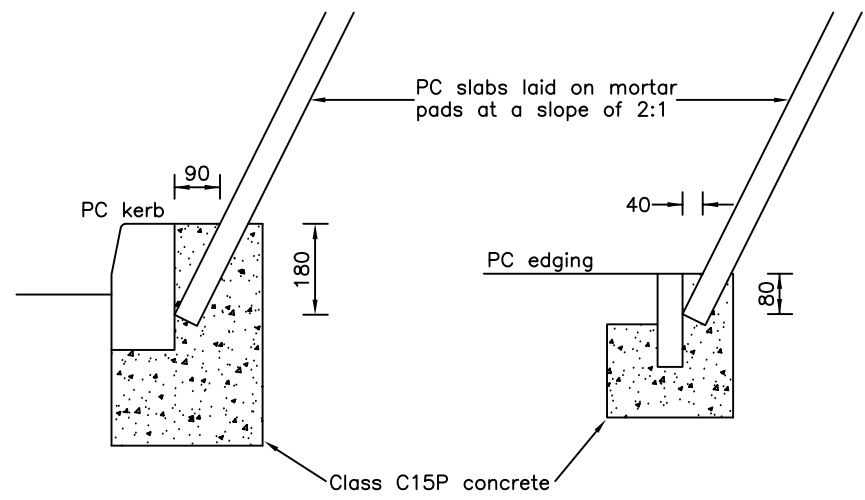 PC slabs laid on mortar
pads at a slope of 2:1
90
PC kerb
40
180
PC edging
80
Class C15P concrete